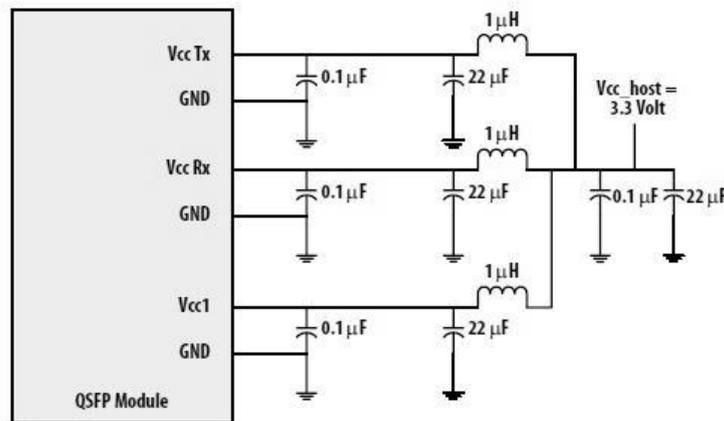 1 μH
Vcc Tx
0.1 μF
22 μF
GND
Vcc_host =
3.3 Volt
1 μH
Vcc Rx
0.1 μF
22 μF
0.1 μF
22 μF
GND
1 μH
Vcc1
0.1 μF
22 μF
GND
QSFP Module